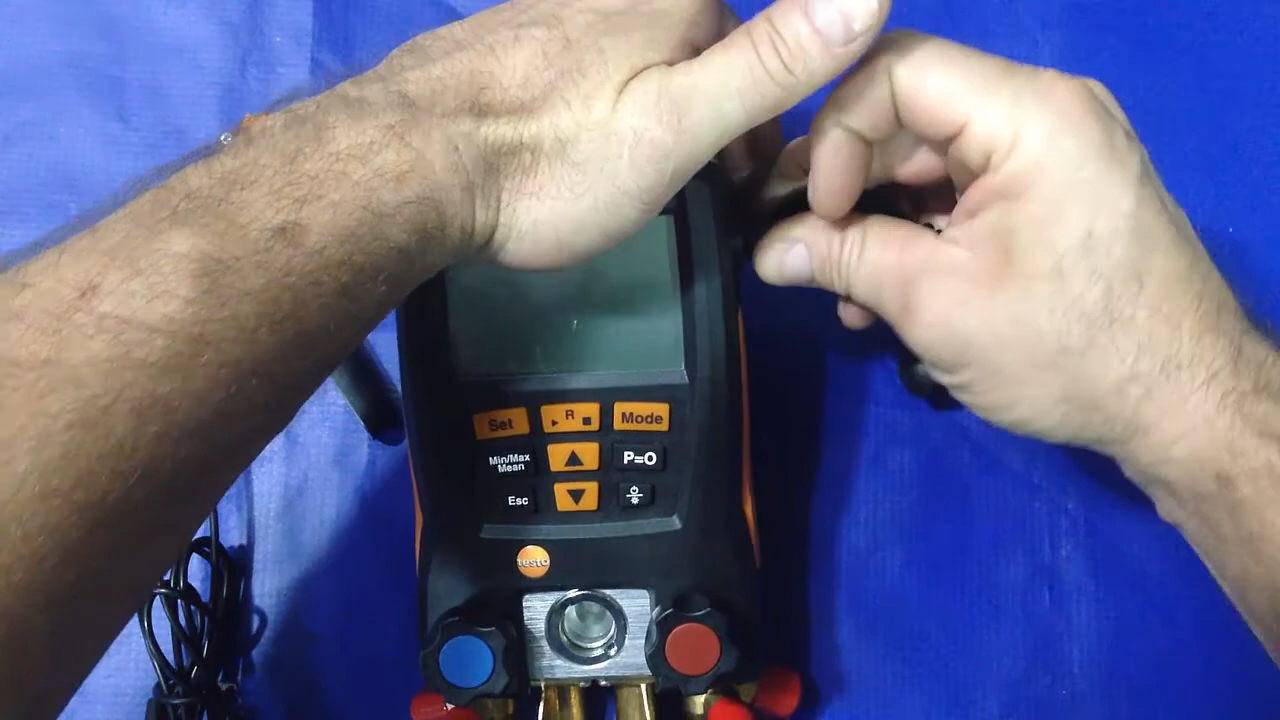 Set
R
Mode
Min/Max
Mean
P=O
Esc
testo